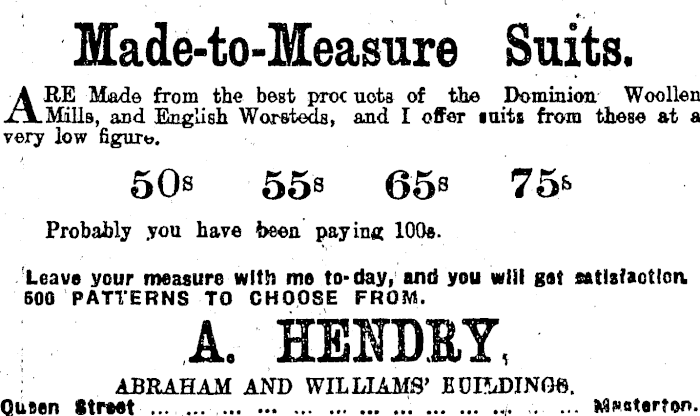 Made-to-Measure Suits.
ARE Made from the best products of the Dominion Woollen
Mills, and English Worsteds, and I offer suits from these at a
very low figure.
50s 55s 65s 75s
Probably you have been paying 100s.
Leave your measure with me to-day, and you will get satisfaction.
500 PATTERNS TO CHOOSE FROM.
A. HENDRY,
ABRAHAM AND WILLIAMS' BUILDINGS,
Queen Street ... ... ... ... ... ... ... ... ... ... ... Masterton.